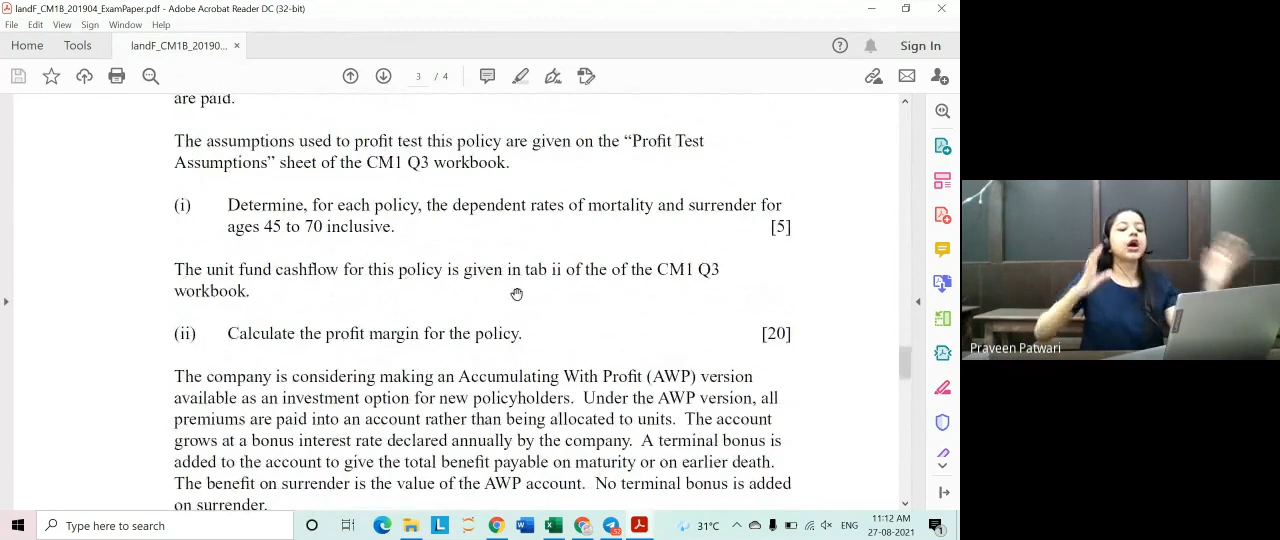 IandF_CM1B_201904_ExamPaper.pdf - Adobe Acrobat Reader DC (32-bit)
File Edit View Sign Window Help
Home Tools IandF_CM1B_20190... × Sign In
3 / 4
are paid.
The assumptions used to profit test this policy are given on the “Profit Test
Assumptions” sheet of the CM1 Q3 workbook.
(i) Determine, for each policy, the dependent rates of mortality and surrender for
ages 45 to 70 inclusive. [5]
The unit fund cashflow for this policy is given in tab ii of the of the CM1 Q3
workbook.
(ii) Calculate the profit margin for the policy. [20]
The company is considering making an Accumulating With Profit (AWP) version
available as an investment option for new policyholders. Under the AWP version, all
premiums are paid into an account rather than being allocated to units. The account
grows at a bonus interest rate declared annually by the company. A terminal bonus is
added to the account to give the total benefit payable on maturity or on earlier death.
The benefit on surrender is the value of the AWP account. No terminal bonus is added
on surrender.
Praveen Patwari
Type here to search
31°C ENG
11:12 AM
27-08-2021